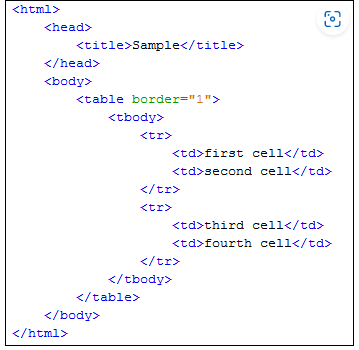 <html>
<head>
<title>Sample</title>
</head>
<body>
<table border="1">
<tbody>
<tr>
<td>first cell</td>
<td>second cell</td>
</tr>
<tr>
<td>third cell</td>
<td>fourth cell</td>
</tr>
</tbody>
</table>
</body>
</html>